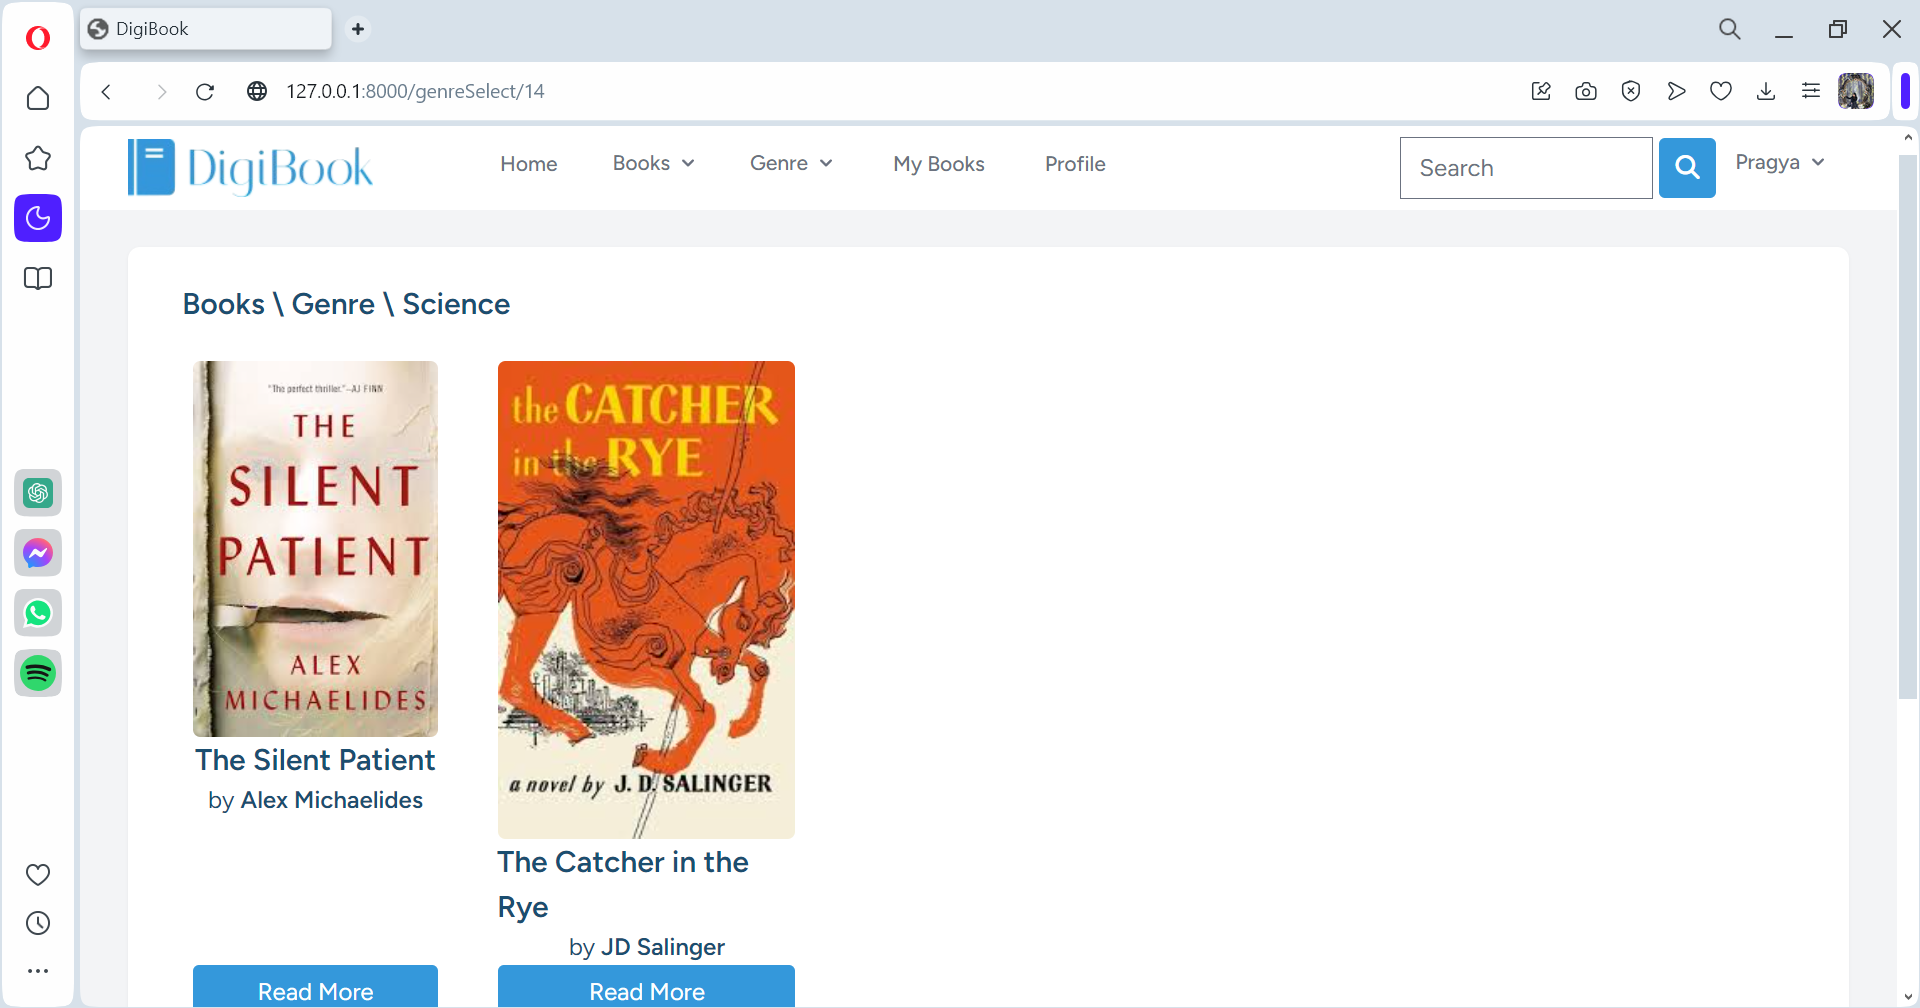 DigiBook
127.0.0.1:8000/genreSelect/14
DigiBook
Home
Books
Genre
My Books
Profile
Search
Pragya
Books \ Genre \ Science
"The perfect thriller."—AJ FINN
THE
SILENT
PATIENT
ALEX
MICHAELIDES
The Silent Patient
by Alex Michaelides
Read More
the CATCHER
in the RYE
a novel by J. D. SALINGER
The Catcher in the
Rye
by JD Salinger
Read More